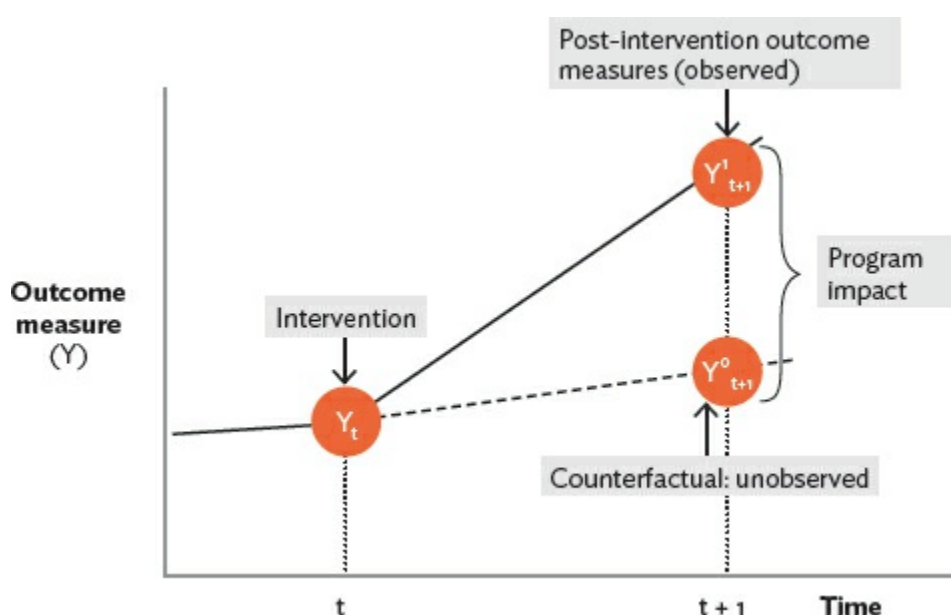 Post-intervention outcome
measures (observed)
Y¹t+1
Program
impact
Outcome
measure
(Y)
Intervention
Y⁰t+1
Yt
Counterfactual: unobserved
t
t + 1
Time